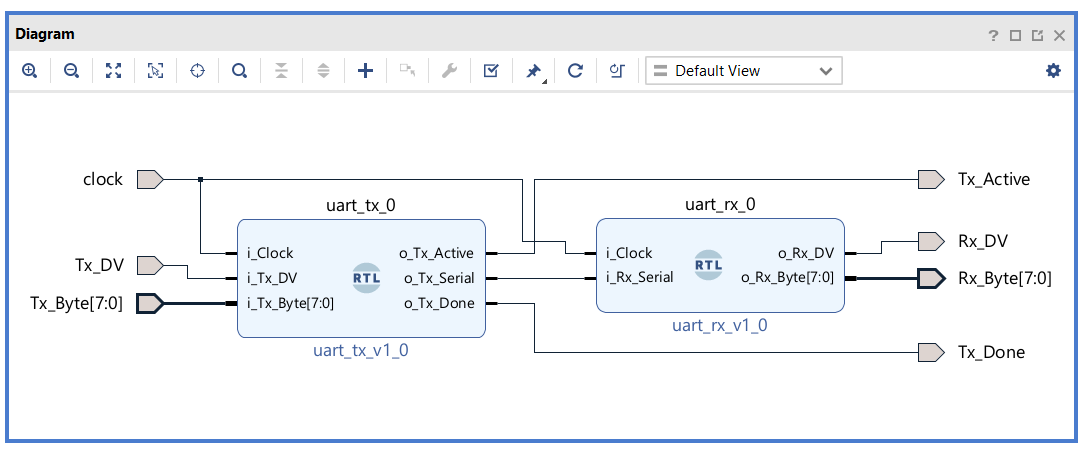 Diagram
?
Default View
clock
Tx_DV
Tx_Byte[7:0]
uart_tx_0
i_Clock
i_Tx_DV
i_Tx_Byte[7:0]
RTL
o_Tx_Active
o_Tx_Serial
o_Tx_Done
uart_tx_v1_0
uart_rx_0
i_Clock
i_Rx_Serial
RTL
o_Rx_DV
o_Rx_Byte[7:0]
uart_rx_v1_0
Tx_Active
Rx_DV
Rx_Byte[7:0]
Tx_Done